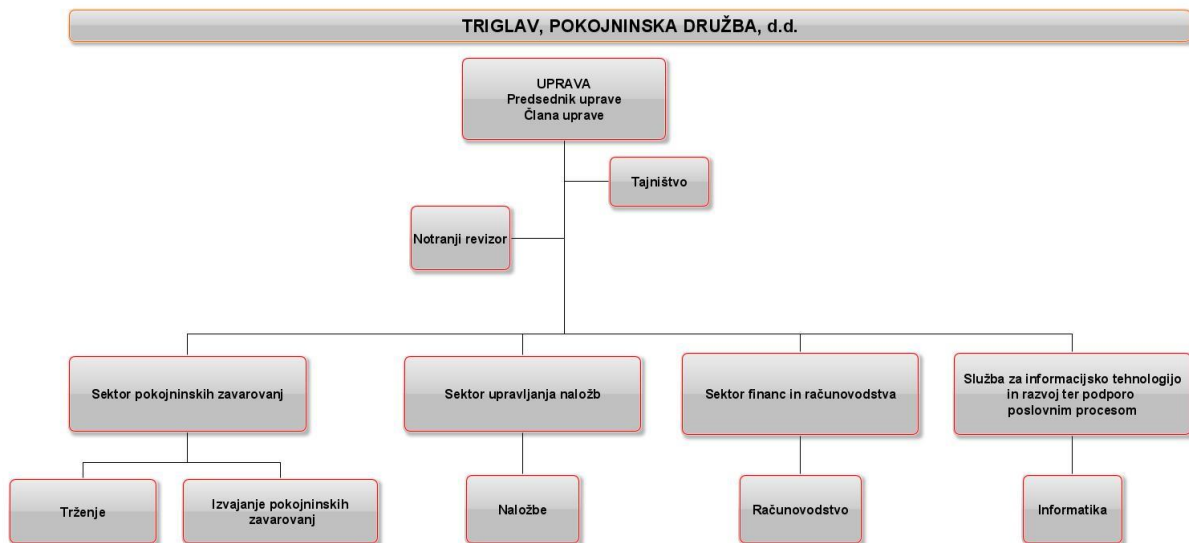 TRIGLAV, POKOJNINSKA DRUŽBA, d.d.
UPRAVA
Predsednik uprave
Člana uprave
Tajništvo
Notranji revizor
Sektor pokojninskih zavarovanj
Sektor upravljanja naložb
Sektor financ in računovodstva
Služba za informacijsko tehnologijo
in razvoj ter podporo
poslovnim procesom
Trženje
Izvajanje pokojninskih
zavarovanj
Naložbe
Računovodstvo
Informatika